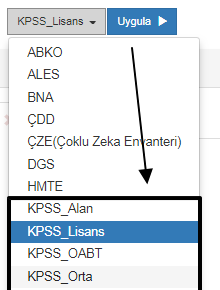 KPSS_Lisans Uygula
ABKO
ALES
BNA
ÇDD
ÇZE(Çoklu Zeka Envanteri)
DGS
HMTE
KPSS_Alan
KPSS_Lisans
KPSS_OABT
KPSS_Orta